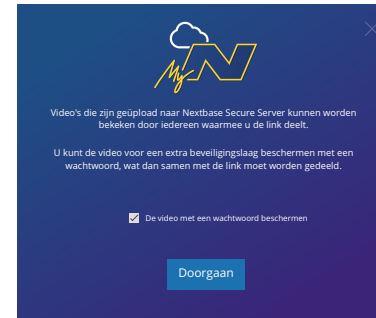 My N
Video's die zijn geüpload naar Nextbase Secure Server kunnen worden
bekeken door iedereen waarmee u de link deelt.
U kunt de video voor een extra beveiligingslaag beschermen met een
wachtwoord, wat dan samen met de link moet worden gedeeld.
De video met een wachtwoord beschermen
Doorgaan